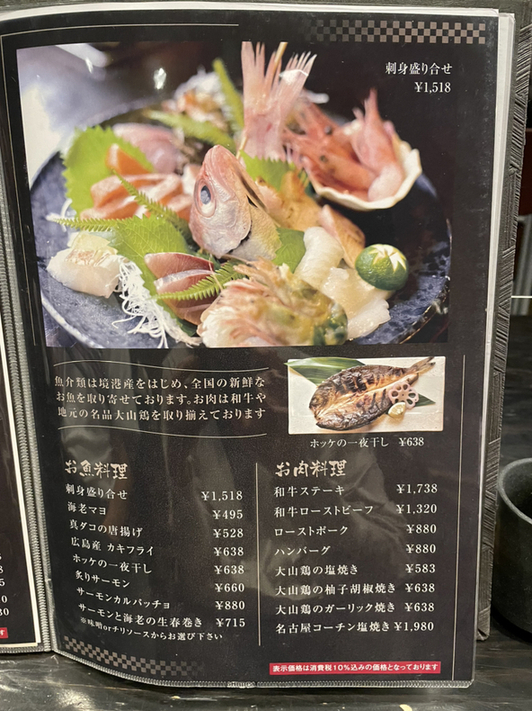 刺身盛り合せ
¥1,518
魚介類は境港産をはじめ、全国の新鮮な
お魚を取り寄せております。お肉は和牛や
地元の名品大山鶏を取り揃えております
ホッケの一夜干し ¥638
お魚料理
刺身盛り合せ ¥1,518
海老マヨ ¥495
真ダコの唐揚げ ¥528
広島産 カキフライ ¥638
ホッケの一夜干し ¥638
炙りサーモン ¥660
サーモンカルパッチョ ¥880
サーモンと海老の生春巻き ¥715
※味噌orチリソースからお選び下さい
お肉料理
和牛ステーキ ¥1,738
和牛ローストビーフ ¥1,320
ローストポーク ¥880
ハンバーグ ¥880
大山鶏の塩焼き ¥583
大山鶏の柚子胡椒焼き ¥638
大山鶏のガーリック焼き ¥638
名古屋コーチン塩焼き ¥1,980
表示価格は消費税10%込みの価格となっております